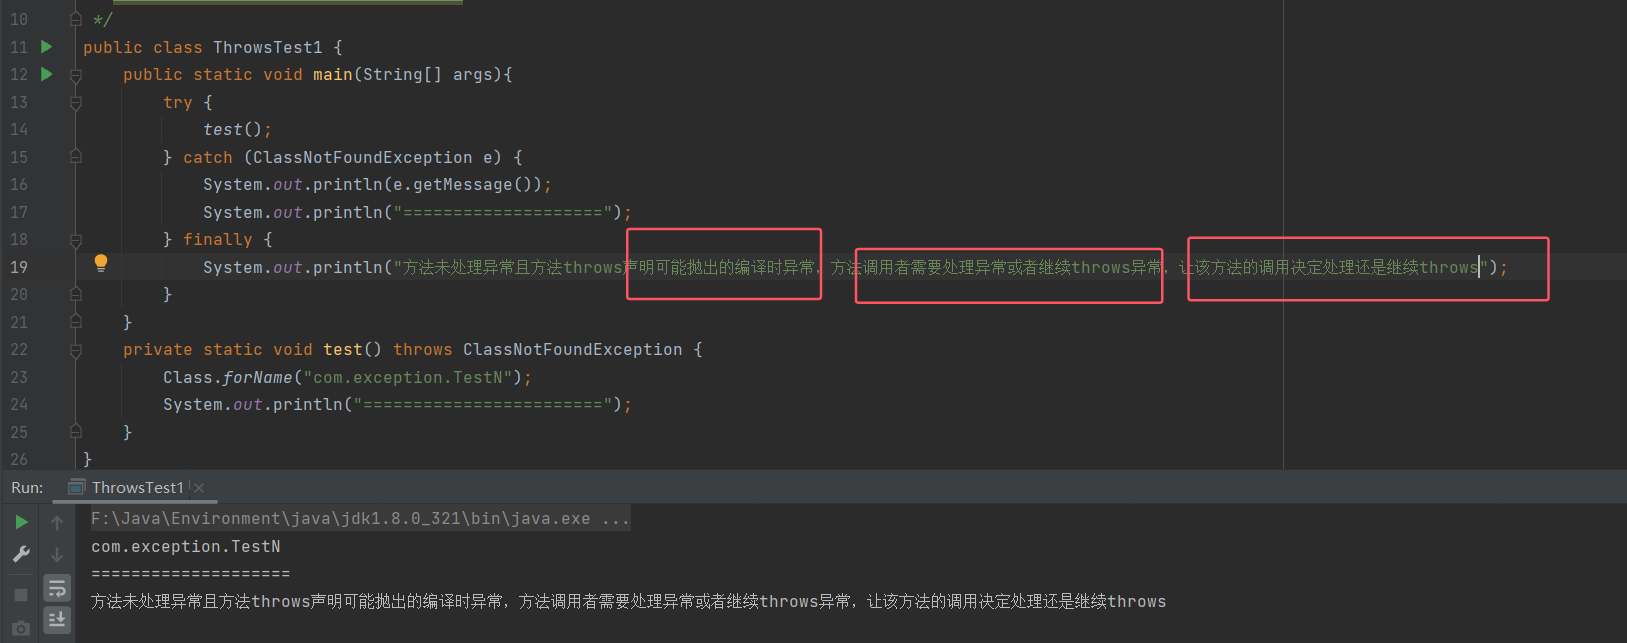 10 */
11 public class ThrowsTest1 {
12 public static void main(String[] args){
13 try {
14 test();
15 } catch (ClassNotFoundException e) {
16 System.out.println(e.getMessage());
17 System.out.println("====================");
18 } finally {
19 System.out.println("方法未处理异常且方法throws声明可能抛出的编译时异常，方法调用者需要处理异常或者继续throws异常，让该方法的调用决定处理还是继续throws");
20 }
21 }
22 private static void test() throws ClassNotFoundException {
23 Class.forName("com.exception.TestN");
24 System.out.println("========================");
25 }
26 }
Run: ThrowsTest1
F:\Java\Environment\java\jdk1.8.0_321\bin\java.exe ...
com.exception.TestN
====================
方法未处理异常且方法throws声明可能抛出的编译时异常，方法调用者需要处理异常或者继续throws异常，让该方法的调用决定处理还是继续throws